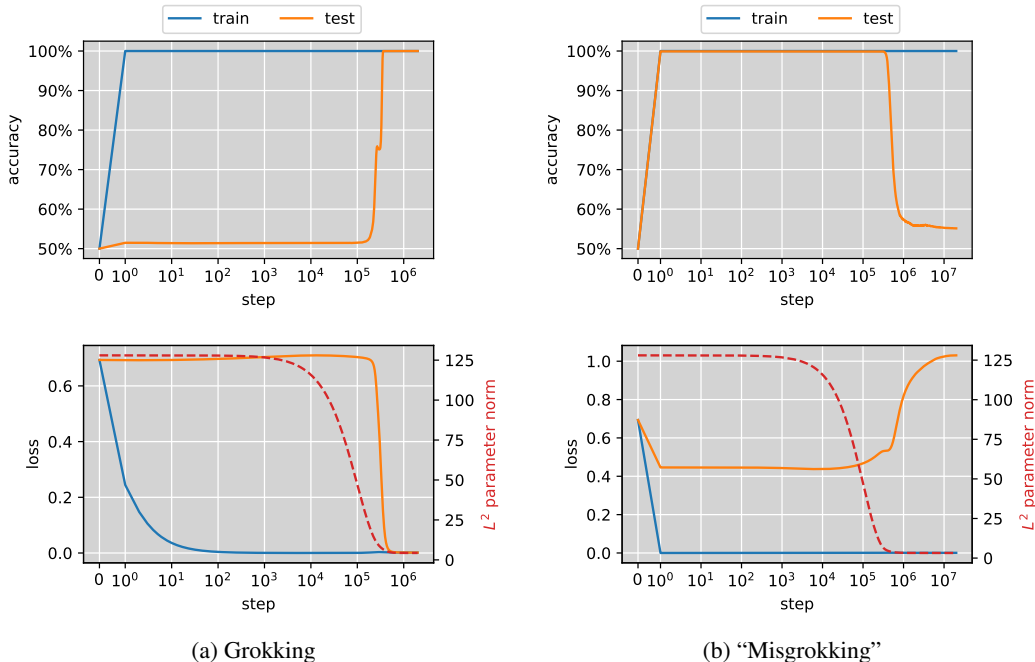 train test
100%
90%
80%
70%
60%
50%
accuracy
0 10^0 10^1 10^2 10^3 10^4 10^5 10^6
step
0.6
0.4
0.2
0.0
loss
125
100
75
50
25
0
L^2 parameter norm
0 10^0 10^1 10^2 10^3 10^4 10^5 10^6
step
(a) Grokking
train test
100%
90%
80%
70%
60%
50%
accuracy
0 10^0 10^1 10^2 10^3 10^4 10^5 10^6 10^7
step
1.0
0.8
0.6
0.4
0.2
0.0
loss
125
100
75
50
25
0
L^2 parameter norm
0 10^0 10^1 10^2 10^3 10^4 10^5 10^6 10^7
step
(b) “Misgrokking”